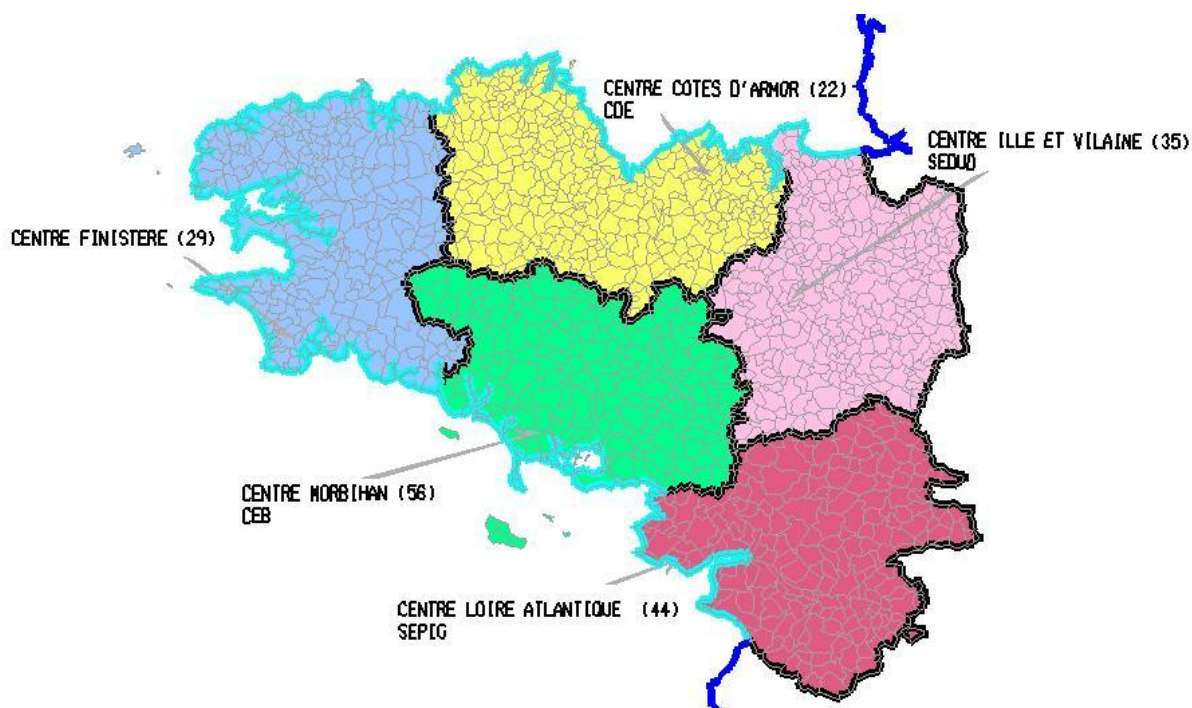 CENTRE COTES D'ARMOR (22)
CDE
CENTRE ILLE ET VILAINE (35)
SEDUD
CENTRE FINISTERE (29)
CENTRE MORBIHAN (56)
CEB
CENTRE LOIRE ATLANTIQUE (44)
SEPIG